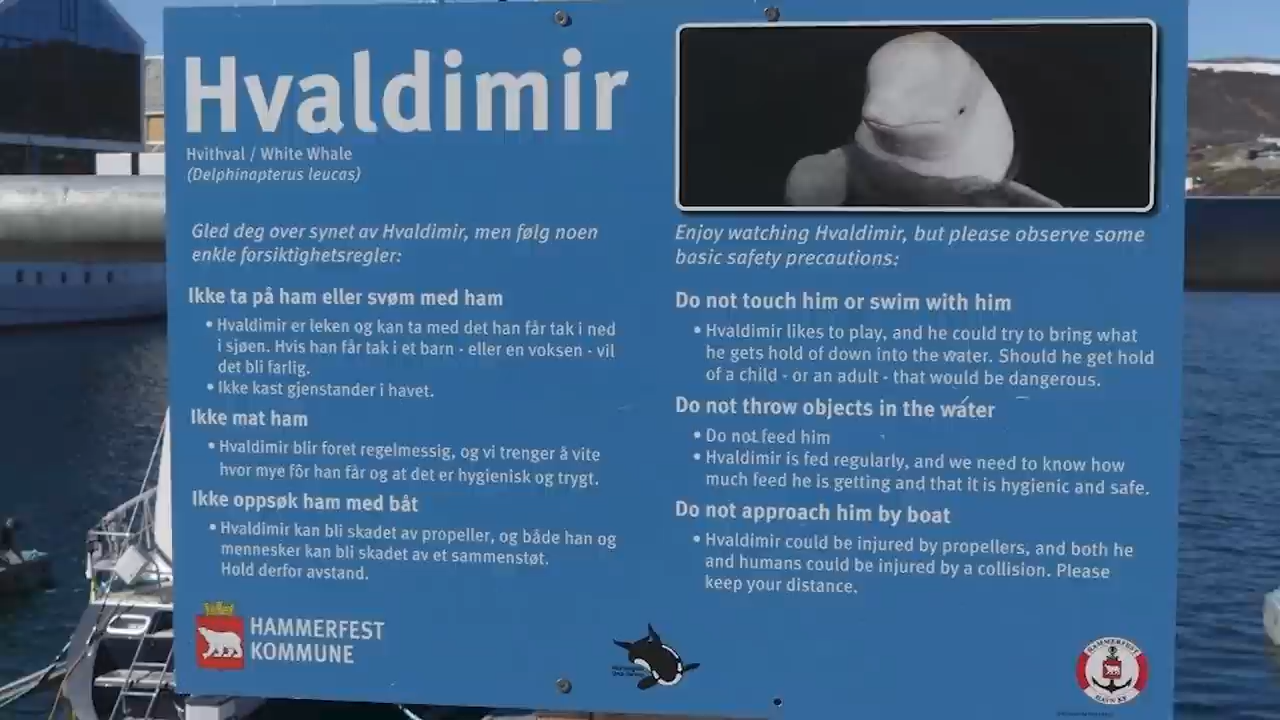 Hvaldimir
Hvithval / White Whale
(Delphinapterus leucas)
Gled deg over synet av Hvaldimir, men følg noen
enkle forsiktighetsregler:
Ikke ta på ham eller svøm med ham
• Hvaldimir er leken og kan ta med det han får tak i ned
i sjøen. Hvis han får tak i et barn - eller en voksen - vil
det bli farlig.
• Ikke kast gjenstander i havet.
Ikke mat ham
• Hvaldimir blir foret regelmessig, og vi trenger å vite
hvor mye fôr han får og at det er hygienisk og trygt.
Ikke oppsøk ham med båt
• Hvaldimir kan bli skadet av propeller, og både han og
mennesker kan bli skadet av et sammenstøt.
Hold derfor avstand.
HAMMERFEST
KOMMUNE
Enjoy watching Hvaldimir, but please observe some
basic safety precautions:
Do not touch him or swim with him
• Hvaldimir likes to play, and he could try to bring what
he gets hold of down into the water. Should he get hold
of a child - or an adult - that would be dangerous.
Do not throw objects in the water
• Do not feed him
• Hvaldimir is fed regularly, and we need to know how
much feed he is getting and that it is hygienic and safe.
Do not approach him by boat
• Hvaldimir could be injured by propellers, and both he
and humans could be injured by a collision. Please
keep your distance.
HAMMERFEST
HAVN KF